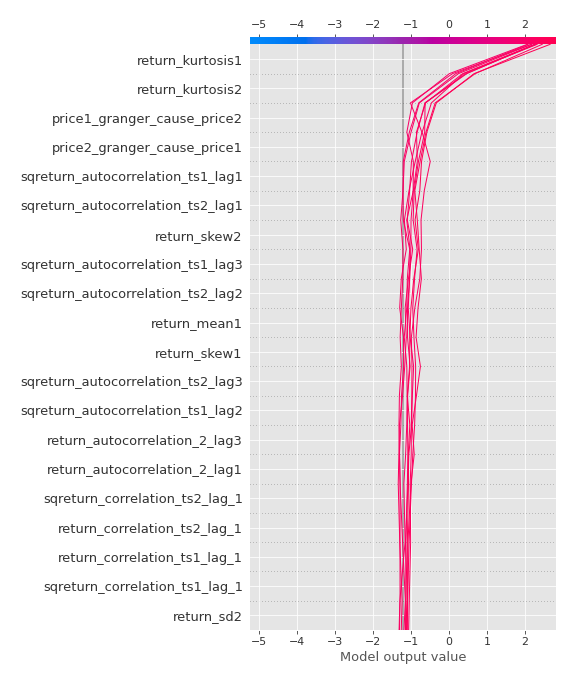 −5 −4 −3 −2 −1 0 1 2
return_kurtosis1
return_kurtosis2
price1_granger_cause_price2
price2_granger_cause_price1
sqreturn_autocorrelation_ts1_lag1
sqreturn_autocorrelation_ts2_lag1
return_skew2
sqreturn_autocorrelation_ts1_lag3
sqreturn_autocorrelation_ts2_lag2
return_mean1
return_skew1
sqreturn_autocorrelation_ts2_lag3
sqreturn_autocorrelation_ts1_lag2
return_autocorrelation_2_lag3
return_autocorrelation_2_lag1
sqreturn_correlation_ts2_lag_1
return_correlation_ts2_lag_1
return_correlation_ts1_lag_1
sqreturn_correlation_ts1_lag_1
return_sd2
−5 −4 −3 −2 −1 0 1 2
Model output value